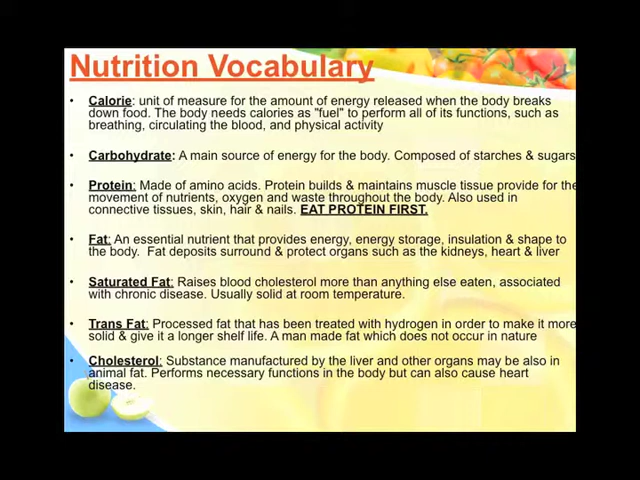 Nutrition Vocabulary
• Calorie: unit of measure for the amount of energy released when the body breaks
down food. The body needs calories as "fuel" to perform all of its functions, such as
breathing, circulating the blood, and physical activity
• Carbohydrate: A main source of energy for the body. Composed of starches & sugars
• Protein: Made of amino acids. Protein builds & maintains muscle tissue provide for the
movement of nutrients, oxygen and waste throughout the body. Also used in
connective tissues, skin, hair & nails. EAT PROTEIN FIRST.
• Fat: An essential nutrient that provides energy, energy storage, insulation & shape to
the body. Fat deposits surround & protect organs such as the kidneys, heart & liver
• Saturated Fat: Raises blood cholesterol more than anything else eaten, associated
with chronic disease. Usually solid at room temperature.
• Trans Fat: Processed fat that has been treated with hydrogen in order to make it more
solid & give it a longer shelf life. A man made fat which does not occur in nature
• Cholesterol: Substance manufactured by the liver and other organs may be also in
animal fat. Performs necessary functions in the body but can also cause heart
disease.